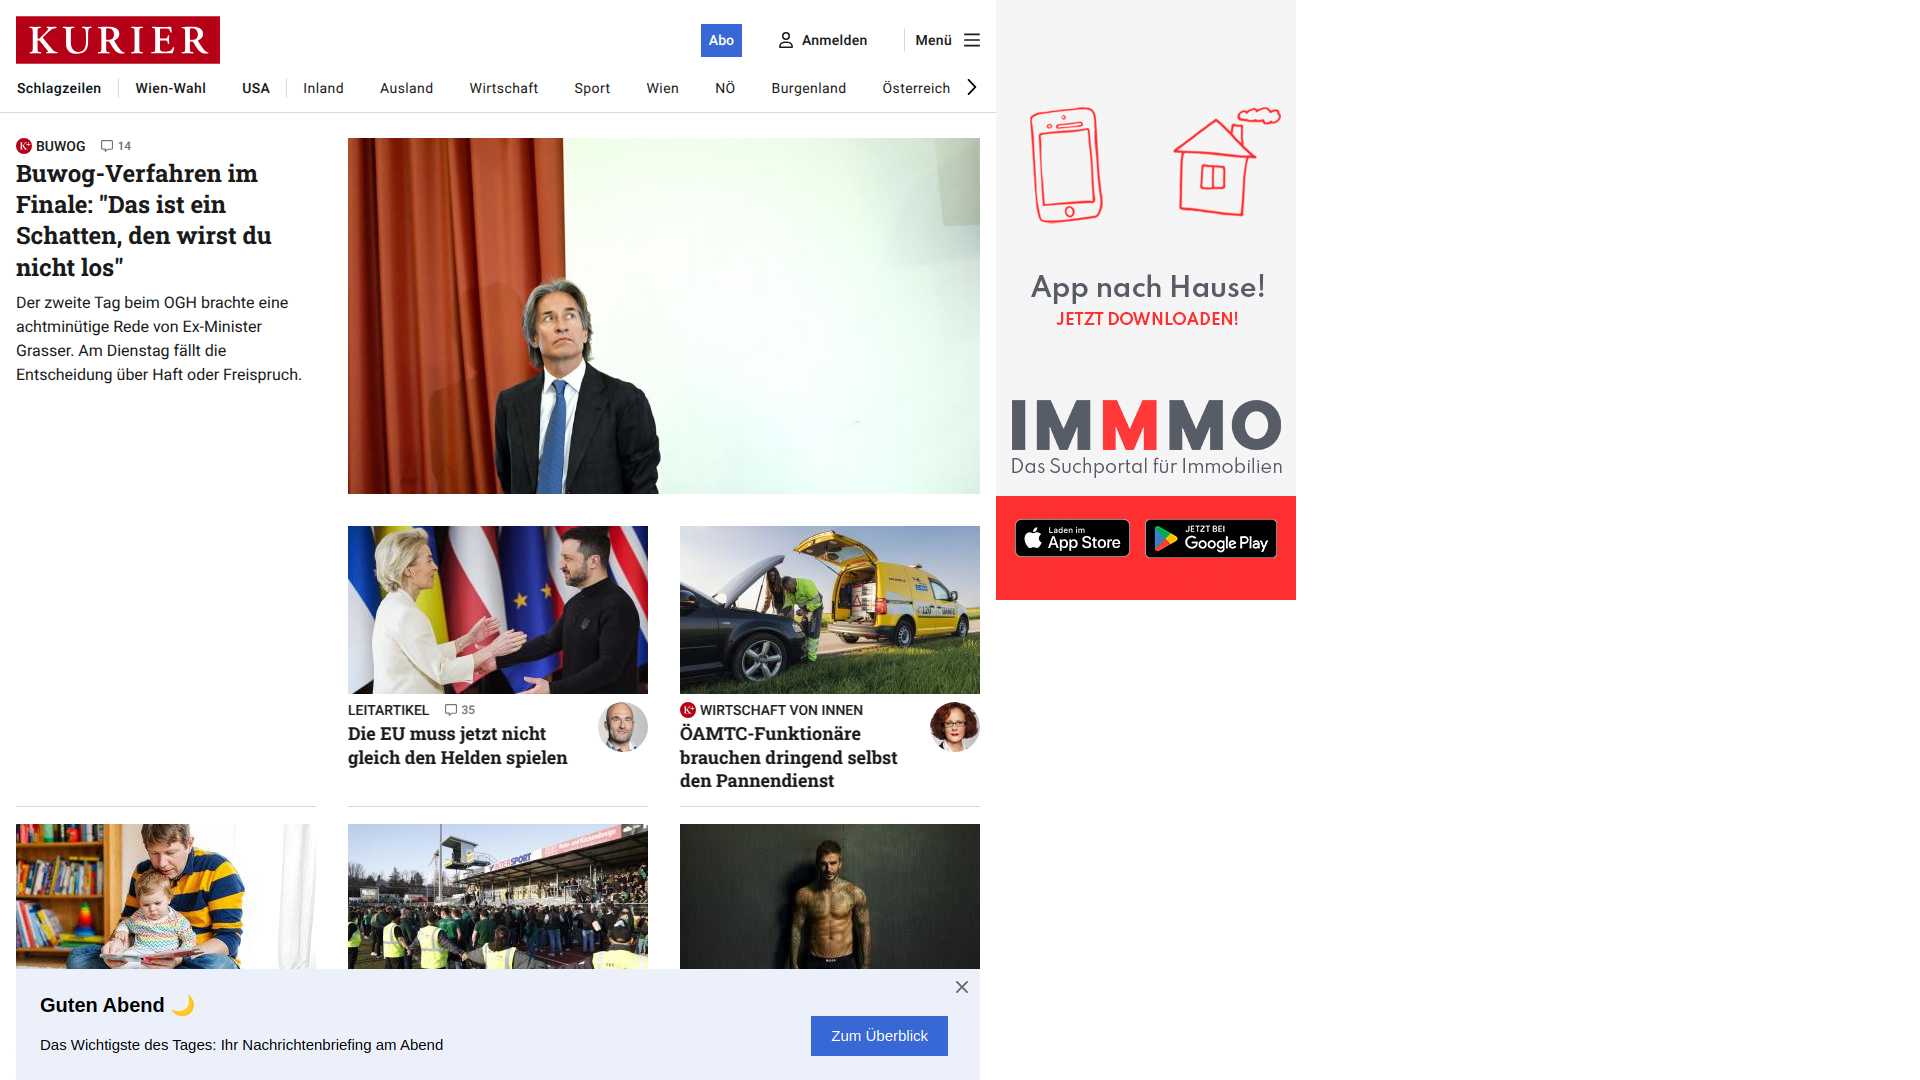 KURIER
Abo
Anmelden
Menü
Schlagzeilen
Wien-Wahl
USA
Inland
Ausland
Wirtschaft
Sport
Wien
NÖ
Burgenland
Österreich
BUWOG 14
Buwog-Verfahren im
Finale: "Das ist ein
Schatten, den wirst du
nicht los"
Der zweite Tag beim OGH brachte eine
achtminütige Rede von Ex-Minister
Grasser. Am Dienstag fällt die
Entscheidung über Haft oder Freispruch.
LEITARTIKEL 35
Die EU muss jetzt nicht
gleich den Helden spielen
WIRTSCHAFT VON INNEN
ÖAMTC-Funktionäre
brauchen dringend selbst
den Pannendienst
Guten Abend
Das Wichtigste des Tages: Ihr Nachrichtenbriefing am Abend
Zum Überblick
App nach Hause!
JETZT DOWNLOADEN!
IMMMO
Das Suchportal für Immobilien
Laden im
App Store
JETZT BEI
Google Play